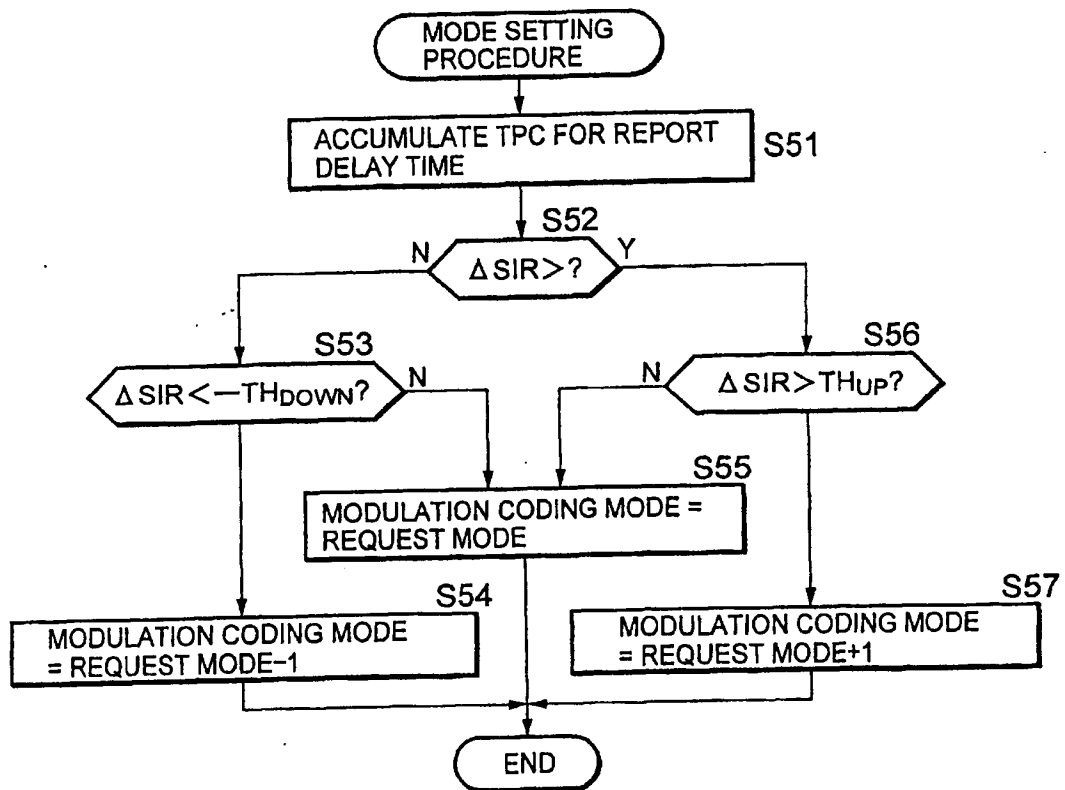 MODE SETTING
PROCEDURE
ACCUMULATE TPC FOR REPORT
DELAY TIME
S51
S52
N
Y
ΔSIR>?
S53
S56
ΔSIR<−THDOWN?
N
N
ΔSIR>THUP?
S55
MODULATION CODING MODE =
REQUEST MODE
S54
S57
MODULATION CODING MODE
= REQUEST MODE−1
MODULATION CODING MODE
= REQUEST MODE+1
END